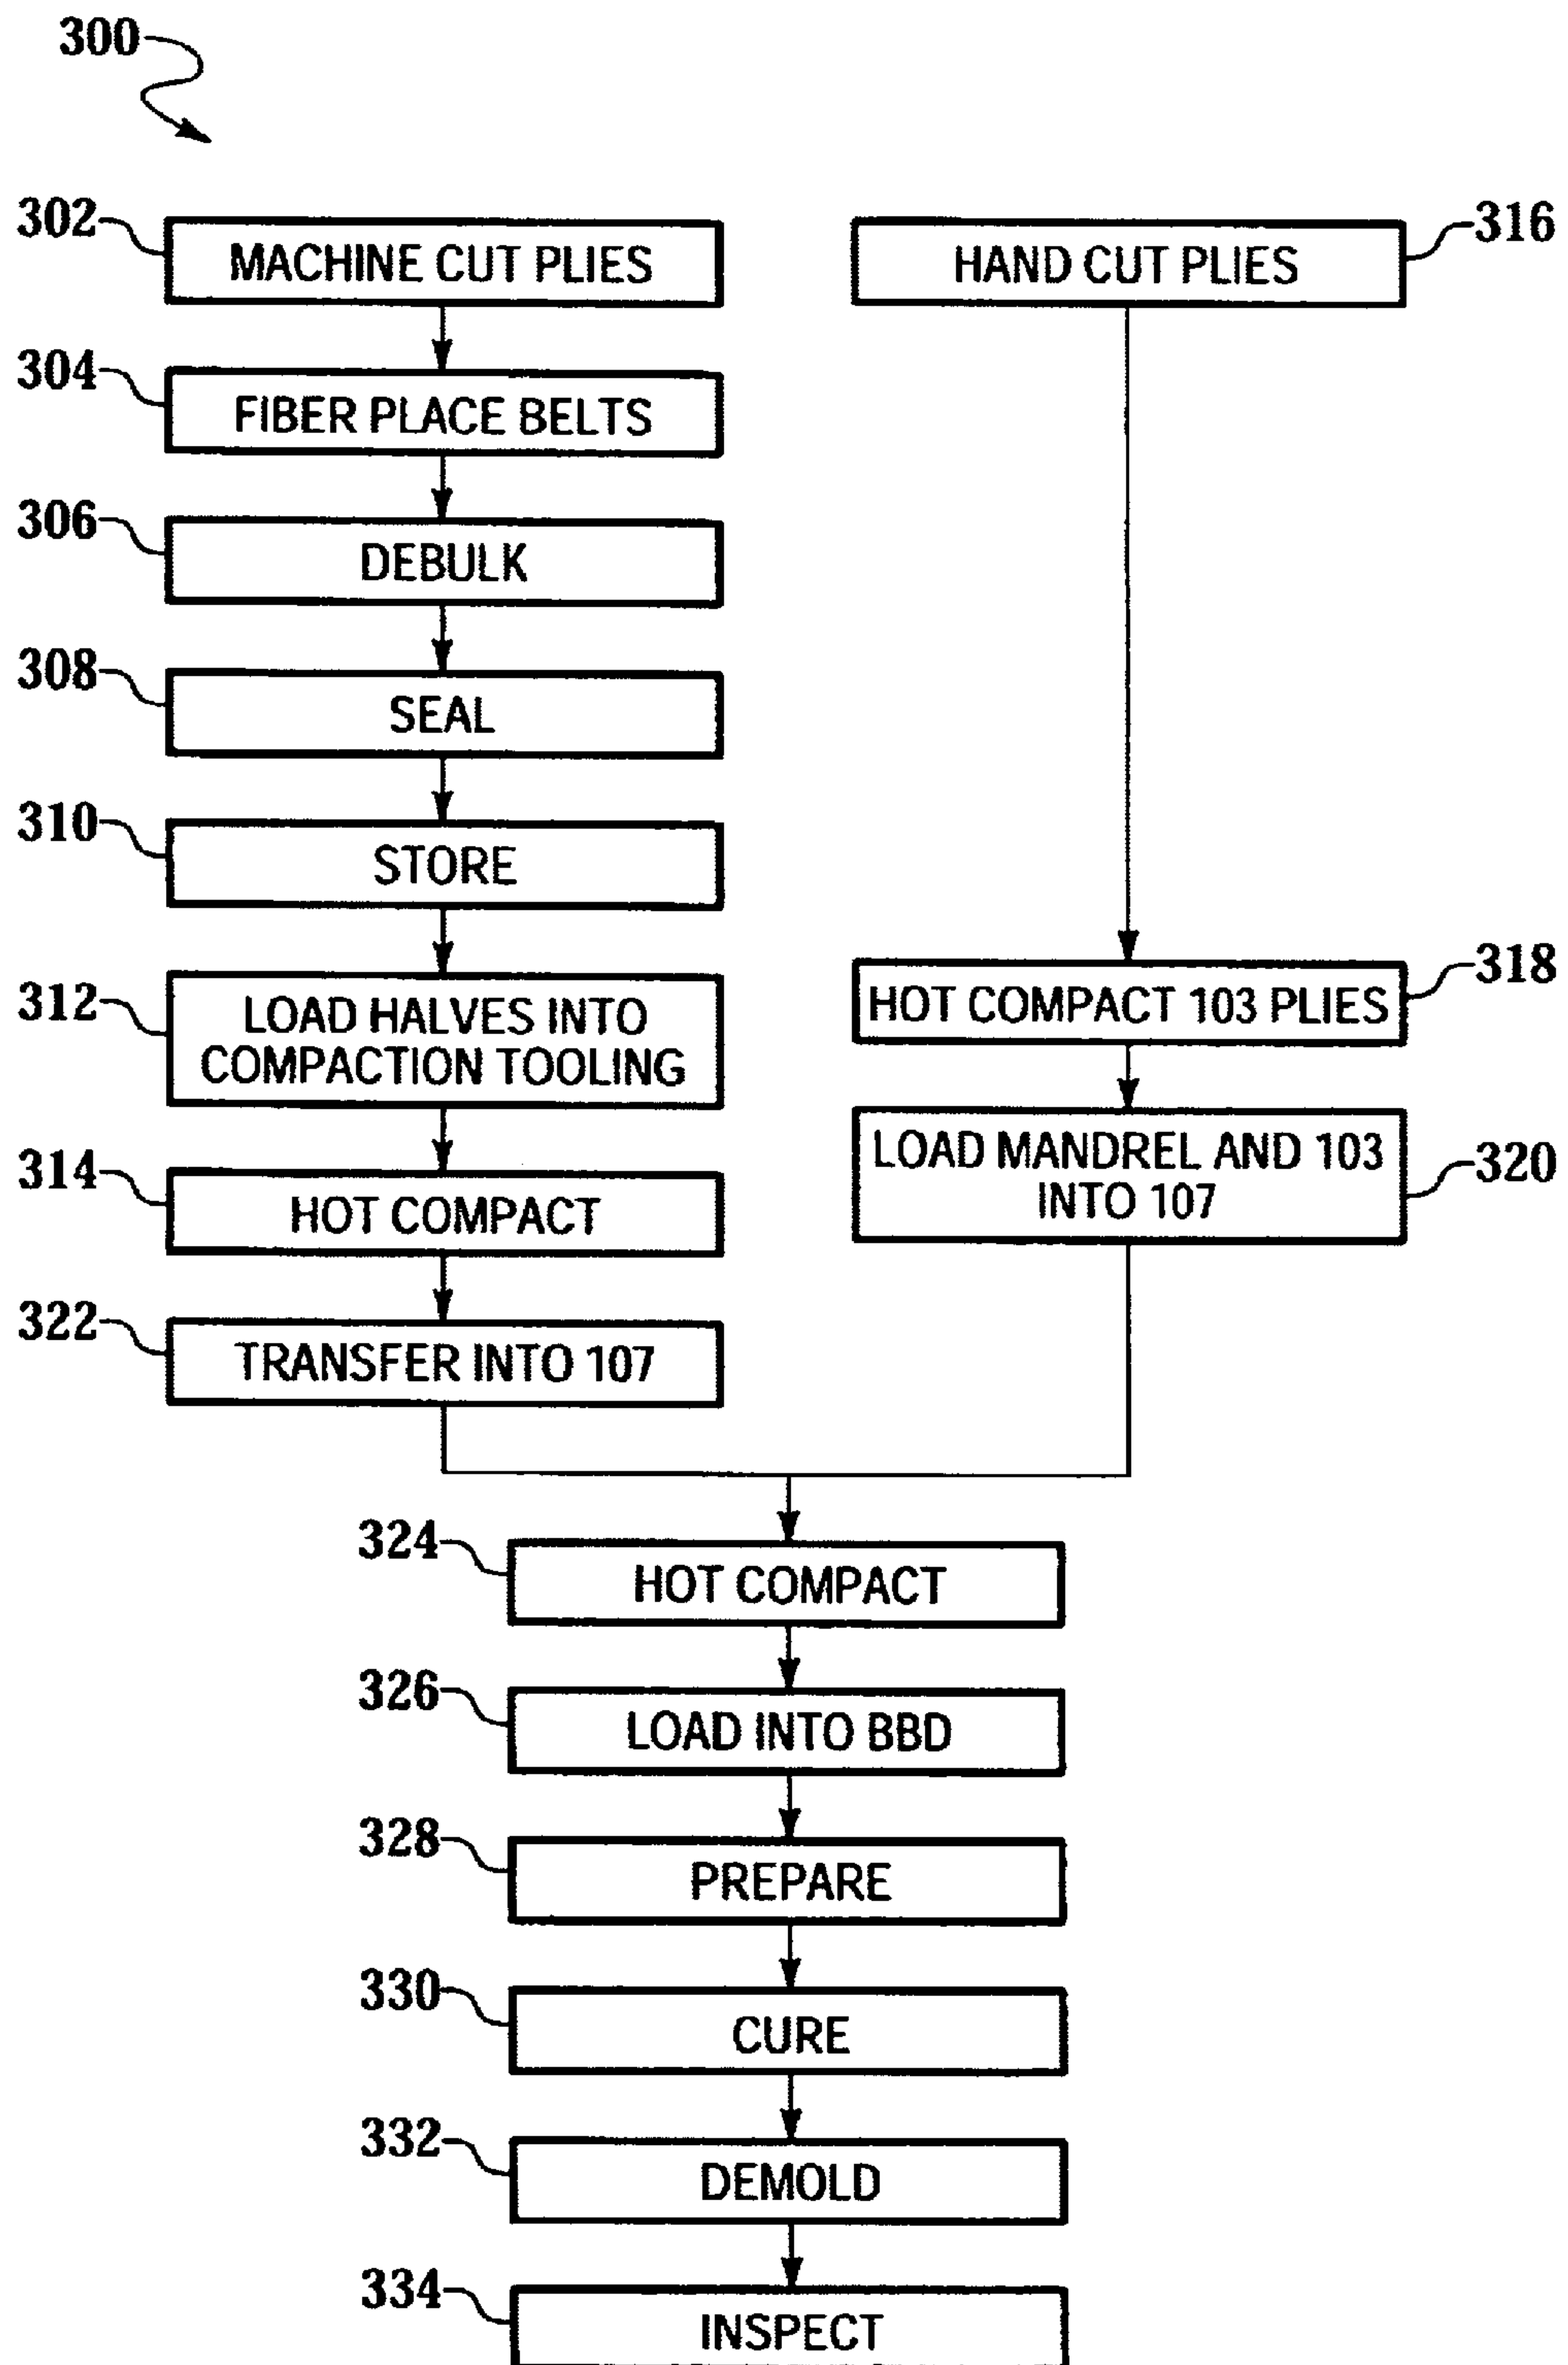 300
302
MACHINE CUT PLIES
304
FIBER PLACE BELTS
306
DEBULK
308
SEAL
310
STORE
312
LOAD HALVES INTO
COMPACTION TOOLING
314
HOT COMPACT
322
TRANSFER INTO 107
316
HAND CUT PLIES
318
HOT COMPACT 103 PLIES
320
LOAD MANDREL AND 103
INTO 107
324
HOT COMPACT
326
LOAD INTO BBD
328
PREPARE
330
CURE
332
DEMOLD
334
INSPECT